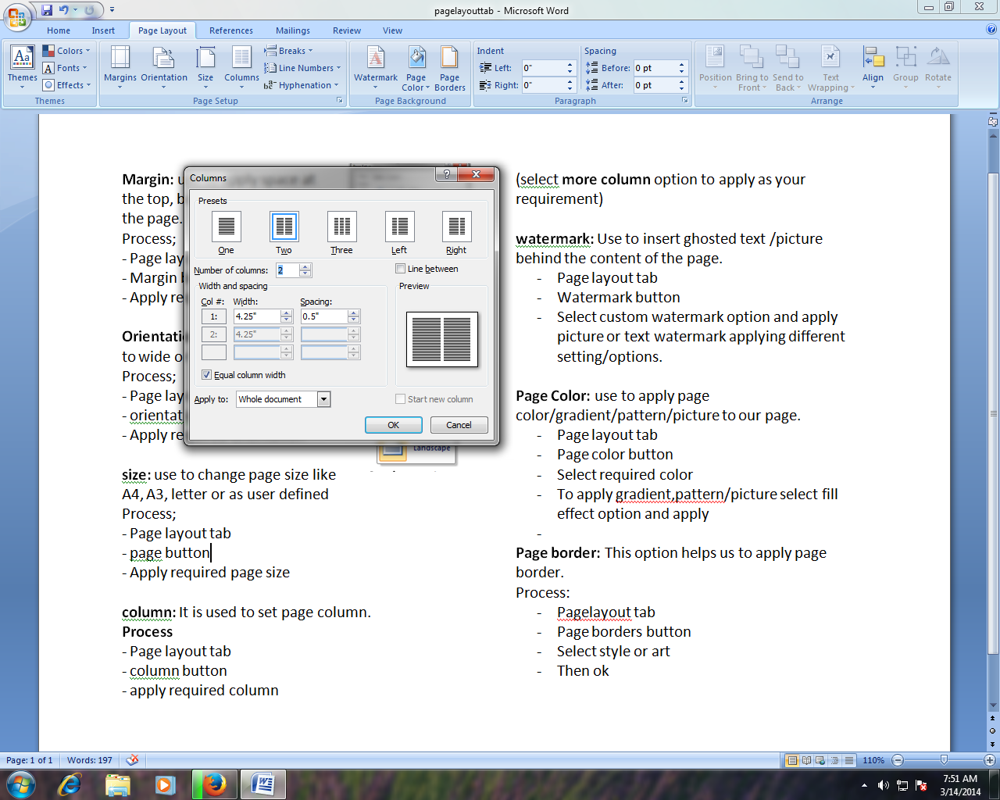 pagelayouttab - Microsoft Word
Home Insert Page Layout References Mailings Review View
Themes
Colors
Fonts
Effects
Themes
Margins Orientation Size Columns
Breaks
Line Numbers
Hyphenation
Page Setup
Watermark Page Color Page Borders
Page Background
Indent
Left: 0"
Right: 0"
Spacing
Before: 0 pt
After: 0 pt
Paragraph
Position Bring to Front Send to Back Text Wrapping Align Group Rotate
Arrange
Margin:
the top, b
the page.
Process;
- Page lay
- Margin b
- Apply re
Orientati
to wide o
Process;
- Page lay
- orientat
- Apply re
size: use to change page size like
A4, A3, letter or as user defined
Process;
- Page layout tab
- page button
- Apply required page size
column: It is used to set page column.
Process
- Page layout tab
- column button
- apply required column
Columns
?
Presets
One Two Three Left Right
Number of columns: 2
Line between
Width and spacing
Col #: Width: Spacing:
1: 4.25" 0.5"
2: 4.25"
Equal column width
Preview
Apply to: Whole document
Start new column
OK Cancel
Landscape
(select more column option to apply as your
requirement)
watermark: Use to insert ghosted text /picture
behind the content of the page.
- Page layout tab
- Watermark button
- Select custom watermark option and apply
picture or text watermark applying different
setting/options.
Page Color: use to apply page
color/gradient/pattern/picture to our page.
- Page layout tab
- Page color button
- Select required color
- To apply gradient,pattern/picture select fill
effect option and apply
-
Page border: This option helps us to apply page
border.
Process:
- Pagelayout tab
- Page borders button
- Select style or art
- Then ok
Page: 1 of 1 Words: 197
110%
7:51 AM
3/14/2014